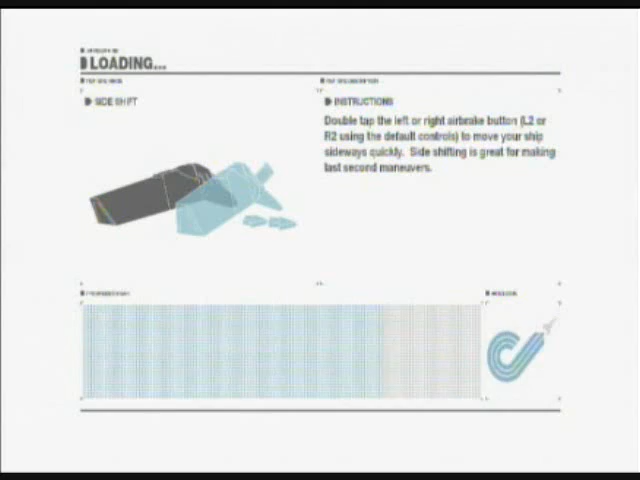 LOADING...
SIDE SHIFT
INSTRUCTIONS
Double tap the left or right airbrake button (L2 or
R2 using the default controls) to move your ship
sideways quickly. Side shifting is great for making
last second maneuvers.